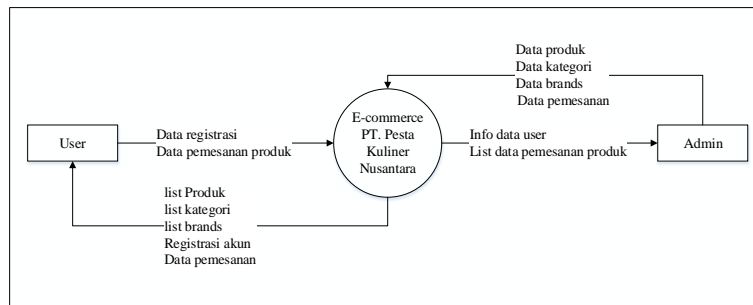 Data produk
Data kategori
Data brands
Data pemesanan
User
Data registrasi
Data pemesanan produk
E-commerce
PT. Pesta
Kuliner
Nusantara
Info data user
List data pemesanan produk
Admin
list Produk
list kategori
list brands
Registrasi akun
Data pemesanan